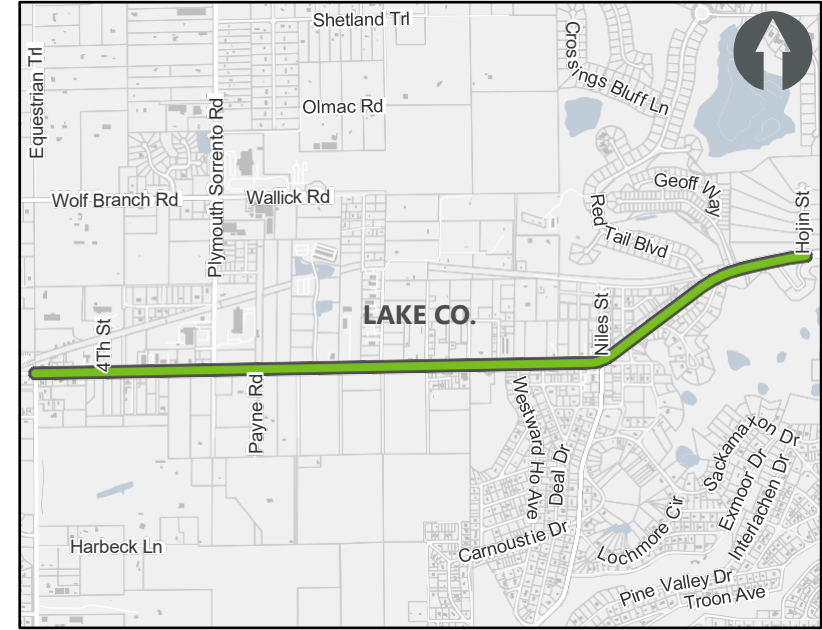 Shetland Trl
Equestrian Trl
Crossings Bluff Ln
Olmac Rd
Plymouth Sorrento Rd
Geoff Way
Wolf Branch Rd
Wallick Rd
Hojin St
Red Tail Blvd
LAKE CO.
Niles St
4Th St
Payne Rd
Westward Ho Ave
Deal Dr
Sackamaxon Dr
Exmoor Dr
Interlachen Dr
Lochmore Cir
Carnoustie Dr
Harbeck Ln
Pine Valley Dr
Troon Ave